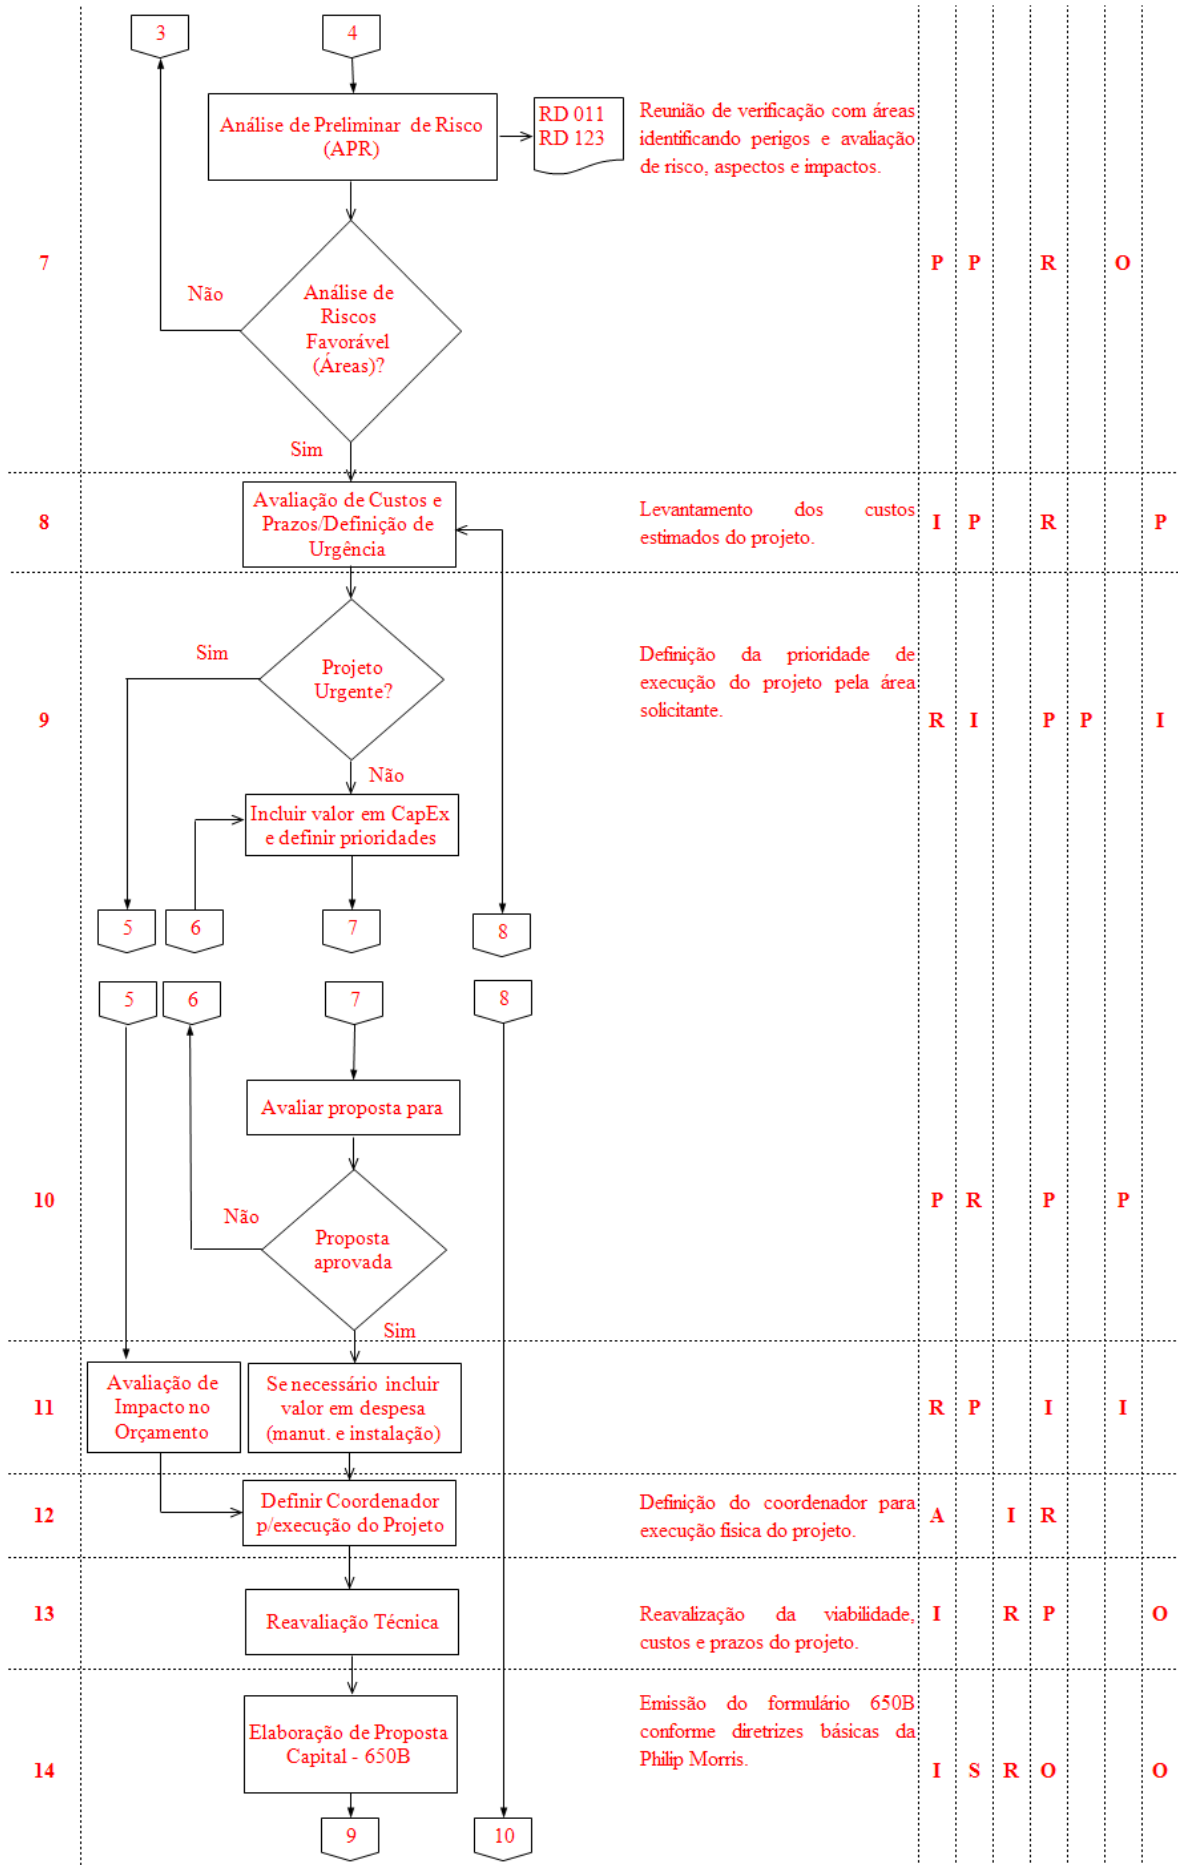 3
4
Análise de Preliminar de Risco
(APR)
RD 011
RD 123
Reunião de verificação com áreas
identificando perigos e avaliação
de risco, aspectos e impactos.
7
Não
Análise de
Riscos
Favorável
(Áreas)?
P P R O
Sim
8
Avaliação de Custos e
Prazos/Definição de
Urgência
Levantamento dos custos
estimados do projeto.
I P R P
9
Sim
Projeto
Urgente?
Definição da prioridade de
execução do projeto pela área
solicitante.
R I P P I
Não
Incluir valor em CapEx
e definir prioridades
5
6
7
8
5
6
7
8
Avaliar proposta para
10
Não
Proposta
aprovada
P R P P
Sim
11
Avaliação de
Impacto no
Orçamento
Se necessário incluir
valor em despesa
(manut. e instalação)
R P I I
12
Definir Coordenador
p/execução do Projeto
Definição do coordenador para
execução física do projeto.
A I R
13
Reavaliação Técnica
Reavalização da viabilidade,
custos e prazos do projeto.
I R P O
14
Elaboração de Proposta
Capital - 650B
Emissão do formulário 650B
conforme diretrizes básicas da
Philip Morris.
I S R O O
9
10